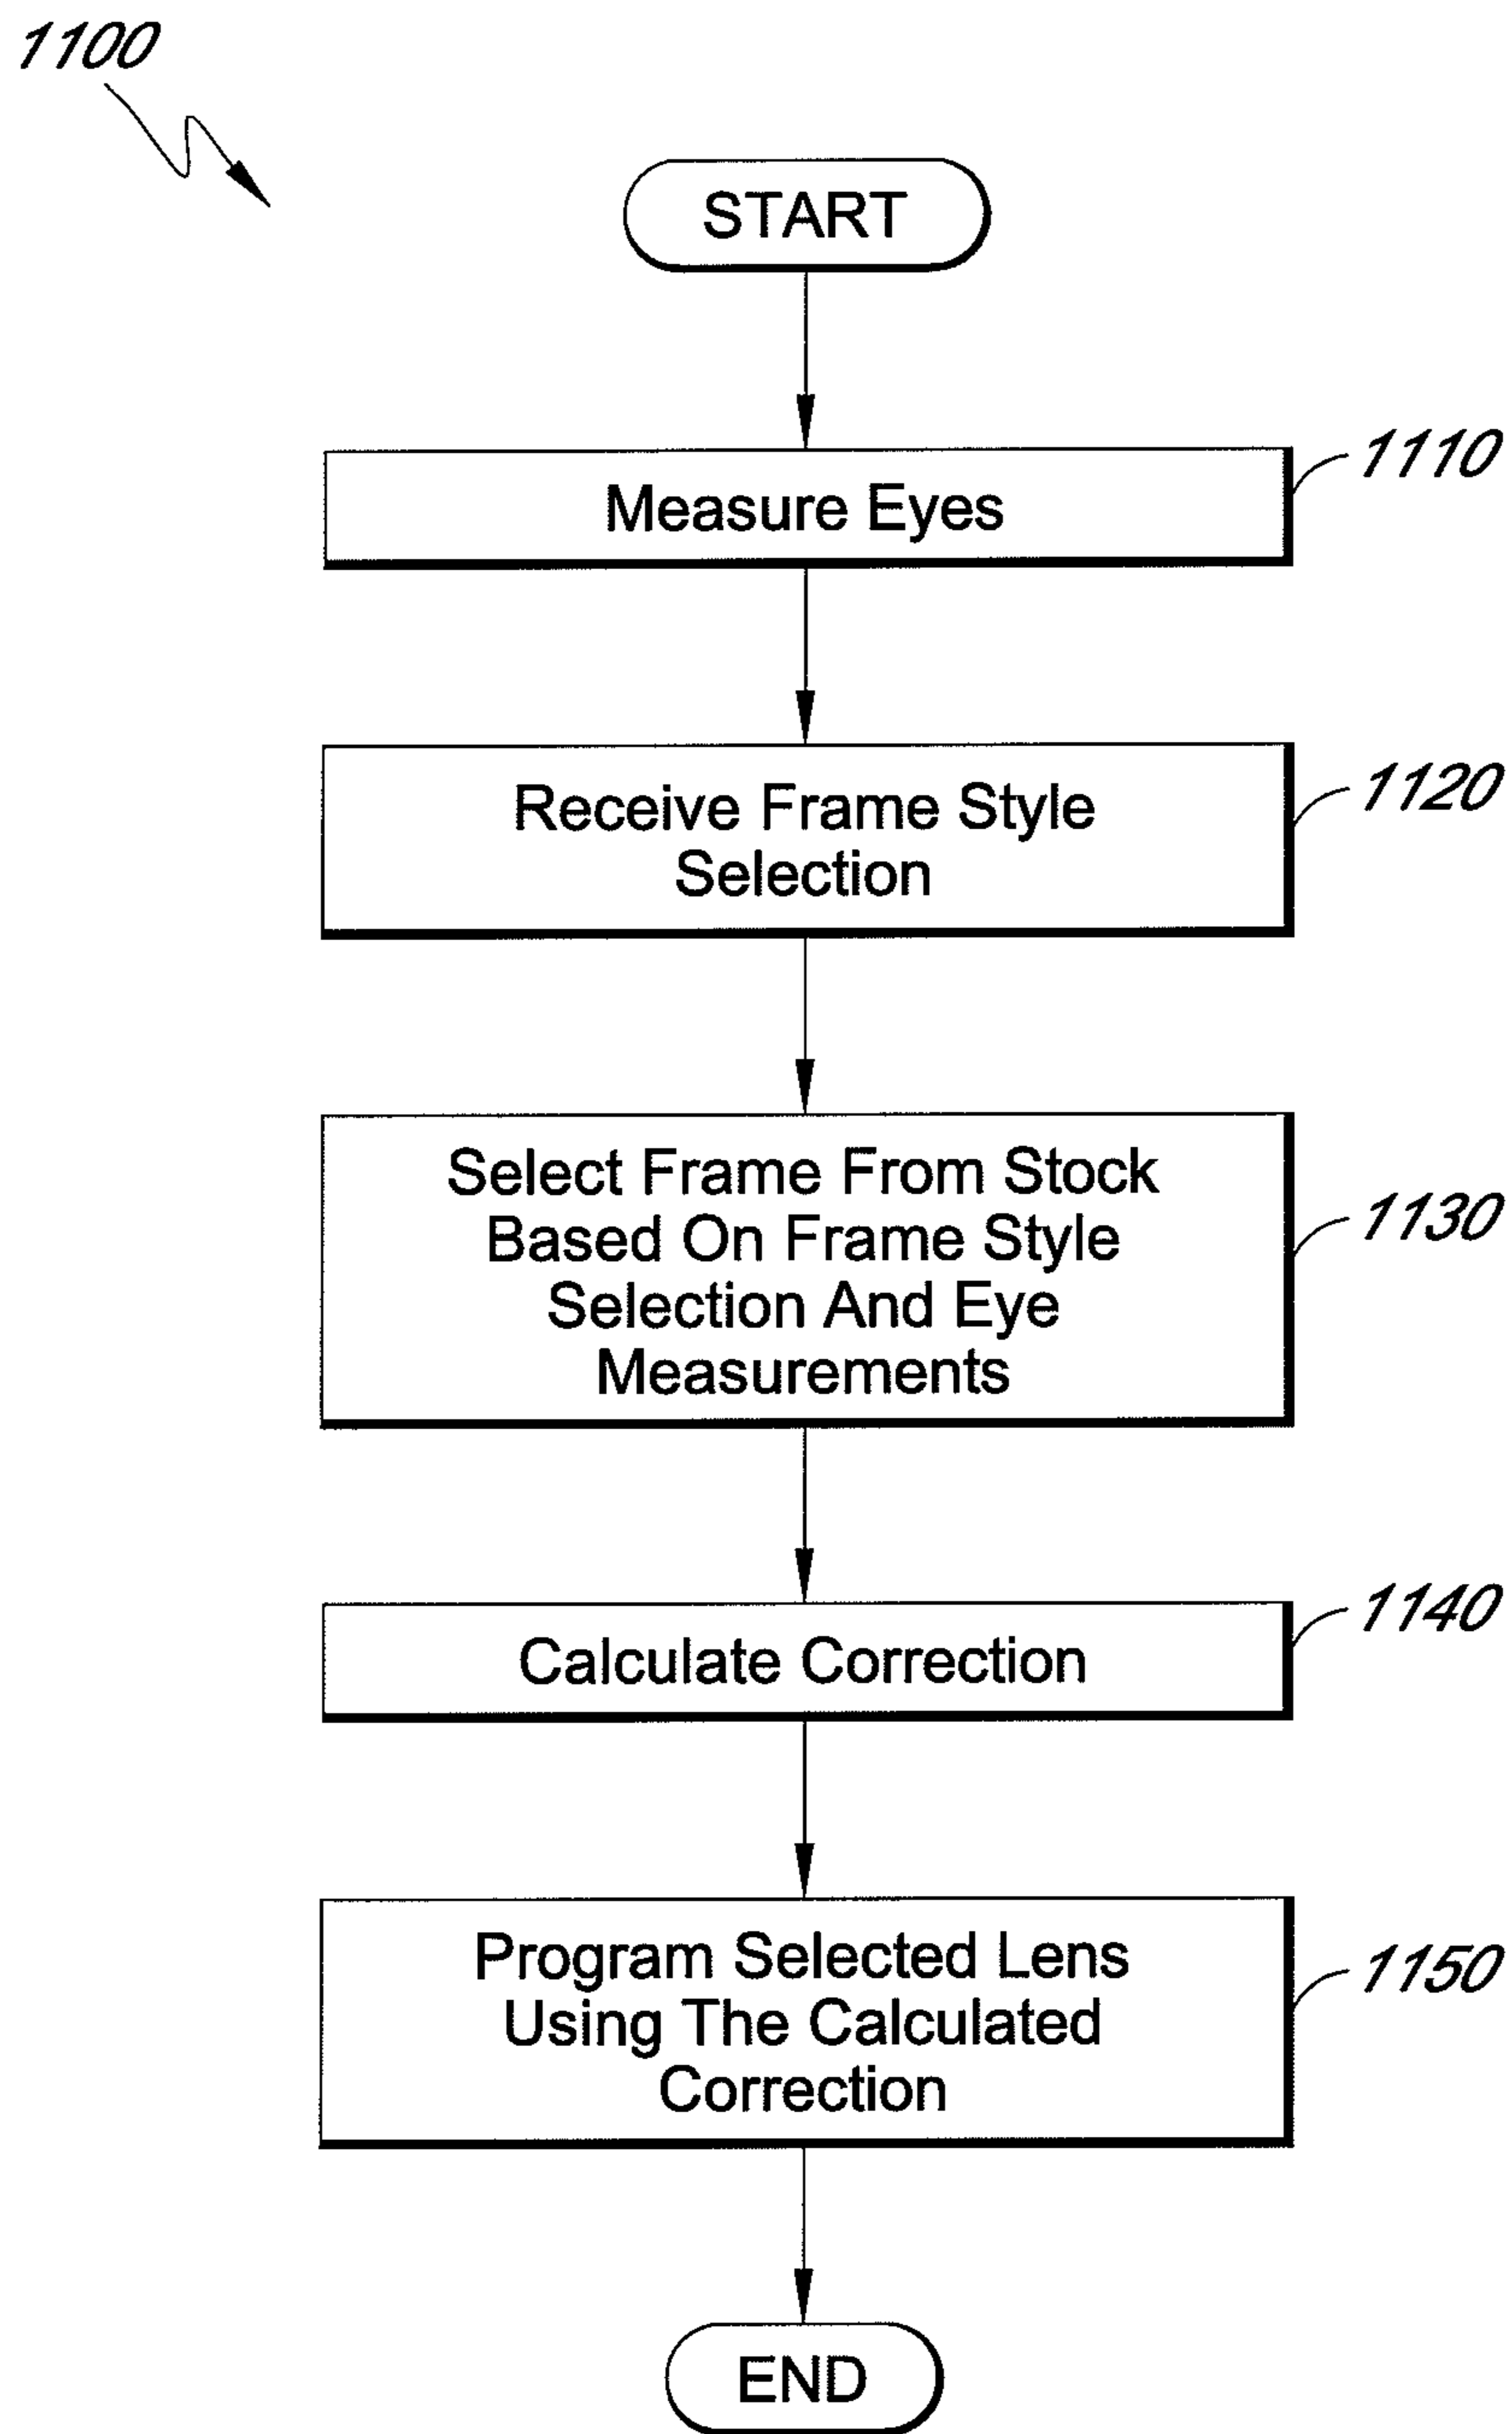 1100
START
Measure Eyes
1110
Receive Frame Style
Selection
1120
Select Frame From Stock
Based On Frame Style
Selection And Eye
Measurements
1130
Calculate Correction
1140
Program Selected Lens
Using The Calculated
Correction
1150
END